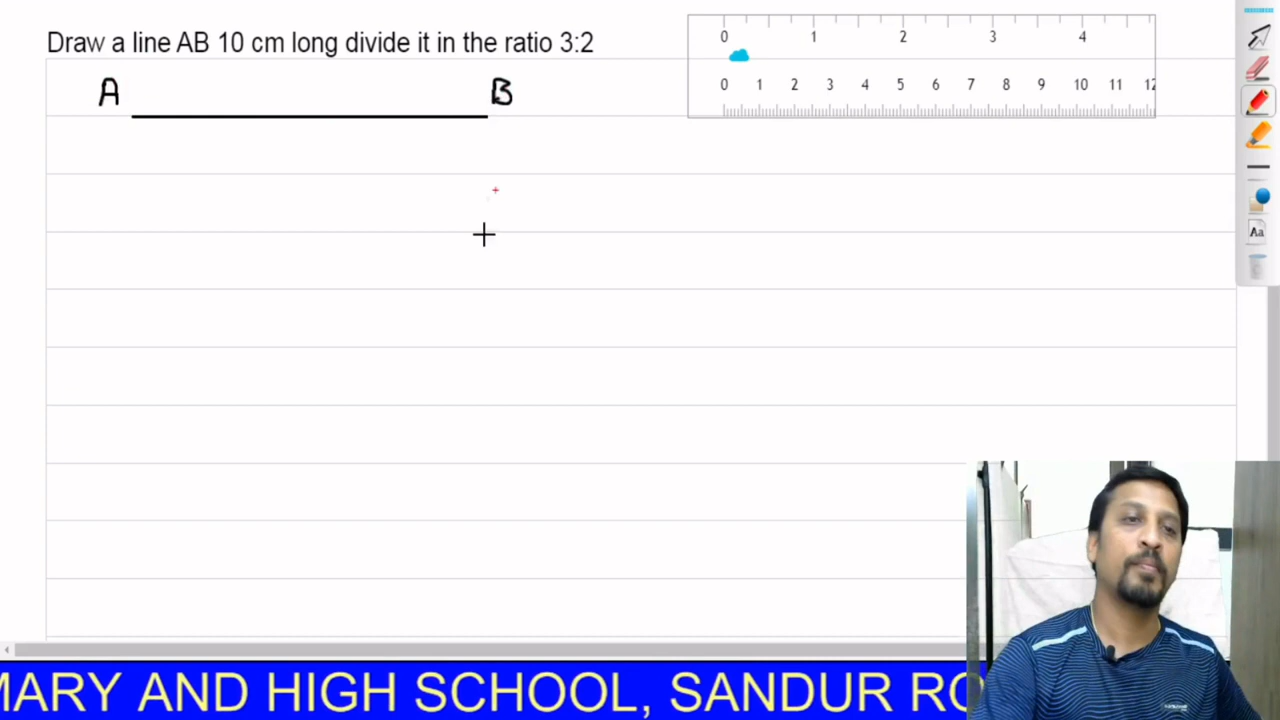 Draw a line AB 10 cm long divide it in the ratio 3:2
A B
0 1 2 3 4
0 1 2 3 4 5 6 7 8 9 10 11 12
Aa
MARY AND HIGH SCHOOL, SANDUR RO